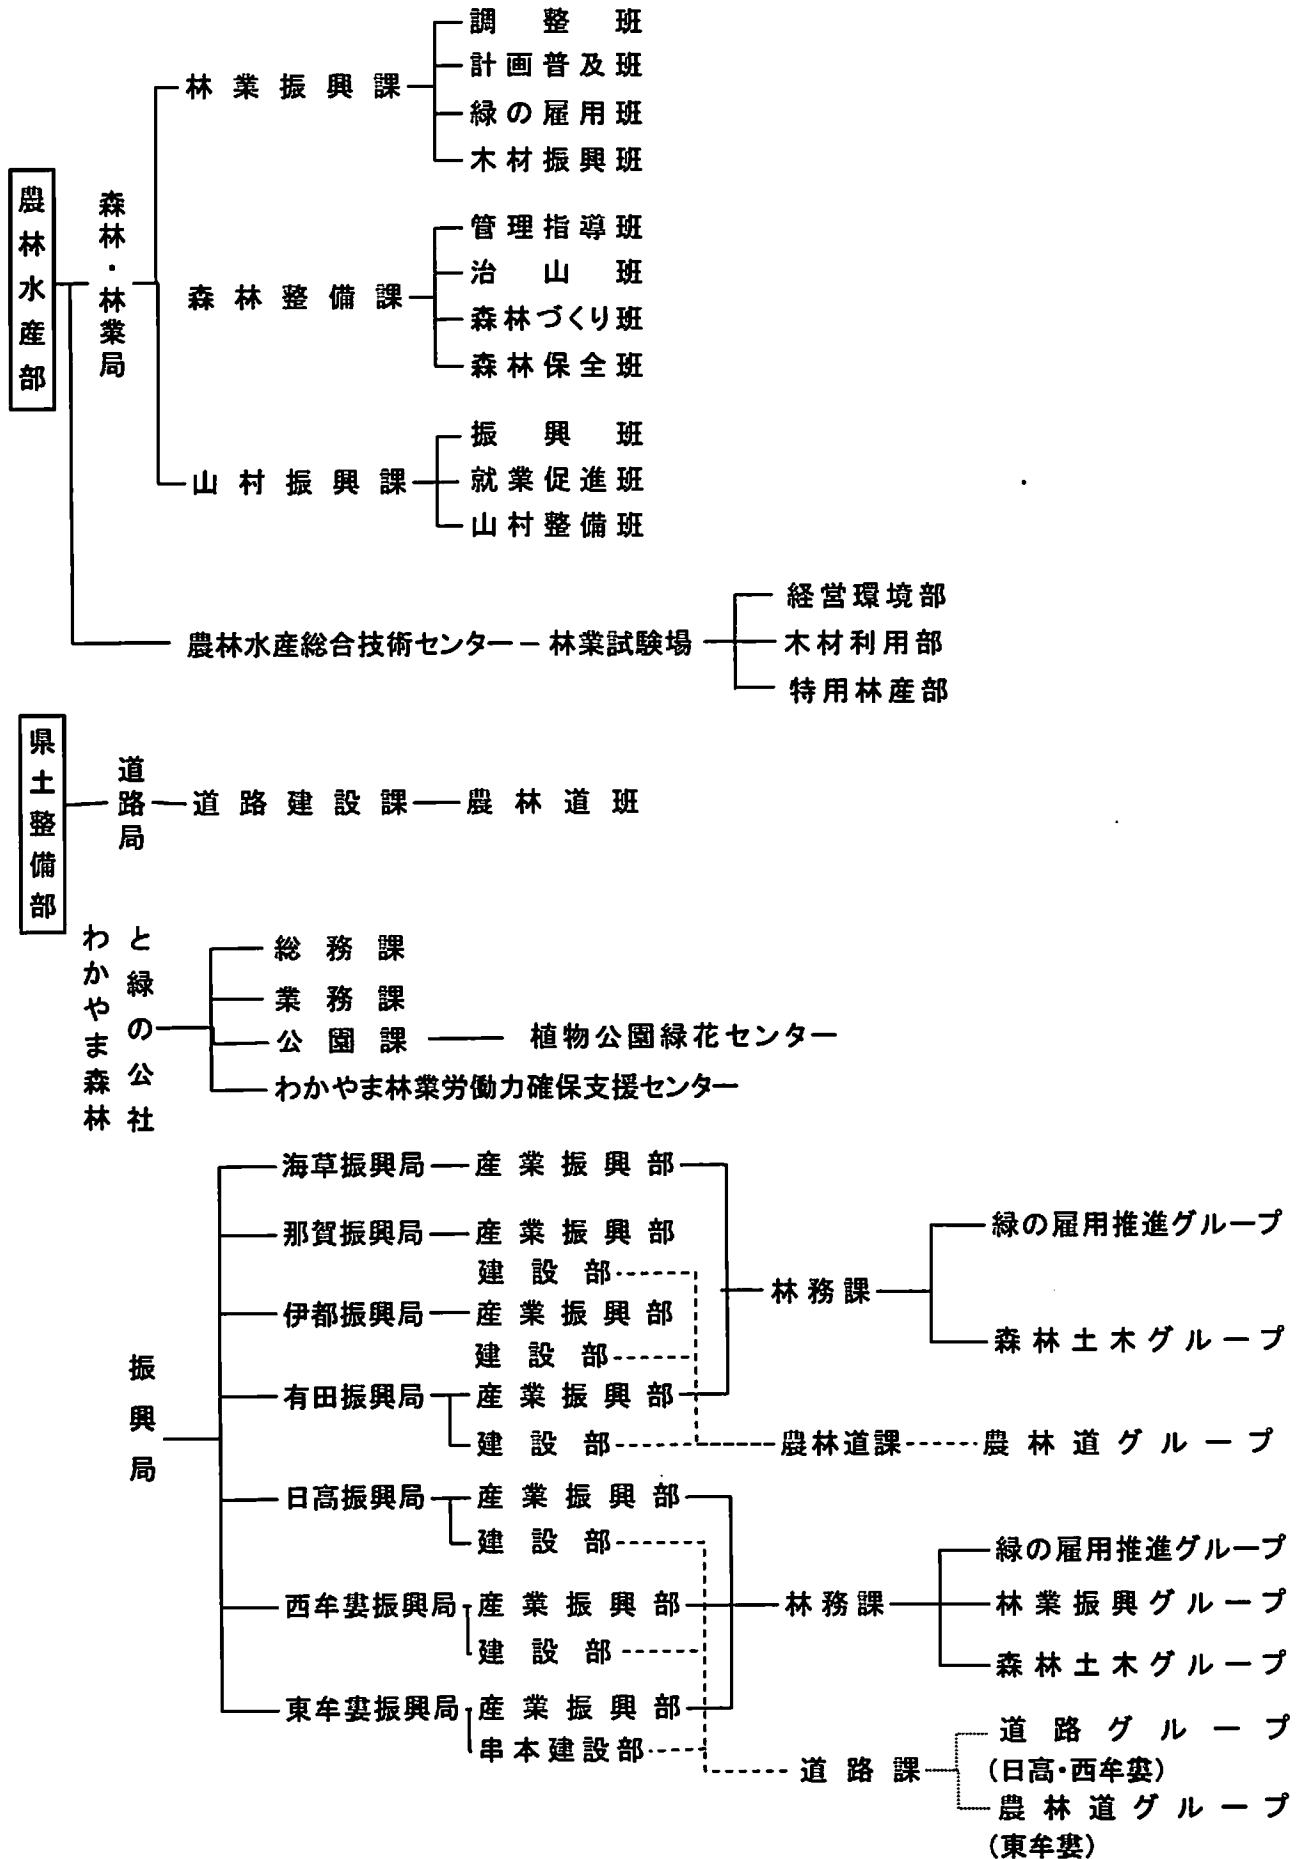 農林水産部
森林・林業局
林業振興課
調整班
計画普及班
緑の雇用班
木材振興班
森林整備課
管理指導班
治山班
森林づくり班
森林保全班
山村振興課
振興班
就業促進班
山村整備班
農林水産総合技術センター
林業試験場
経営環境部
木材利用部
特用林産部
県土整備部
道路局
道路建設課
農林道班
わかやま森林
と緑の公社
総務課
業務課
公園課
植物公園緑花センター
わかやま林業労働力確保支援センター
振興局
海草振興局
産業振興部
那賀振興局
産業振興部
建設部
伊都振興局
産業振興部
建設部
有田振興局
産業振興部
建設部
林務課
緑の雇用推進グループ
森林土木グループ
農林道課
農林道グループ
日高振興局
産業振興部
建設部
西牟婁振興局
産業振興部
建設部
東牟婁振興局
産業振興部
串本建設部
林務課
緑の雇用推進グループ
林業振興グループ
森林土木グループ
道路課
道路グループ
(日高・西牟婁)
農林道グループ
(東牟婁)